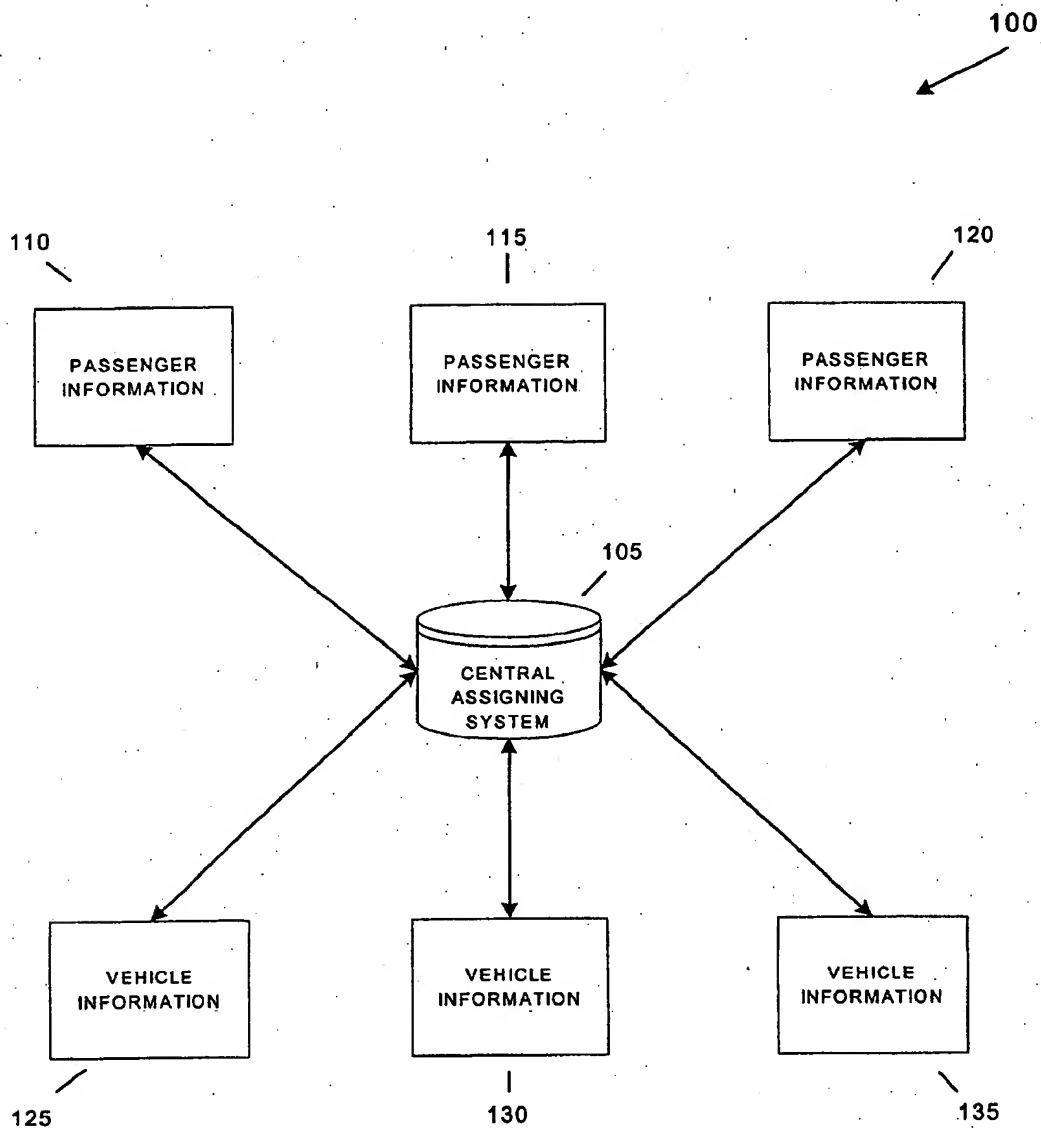 100
110
115
120
PASSENGER
INFORMATION
PASSENGER
INFORMATION
PASSENGER
INFORMATION
105
CENTRAL
ASSIGNING
SYSTEM
VEHICLE
INFORMATION
VEHICLE
INFORMATION
VEHICLE
INFORMATION
125
130
135